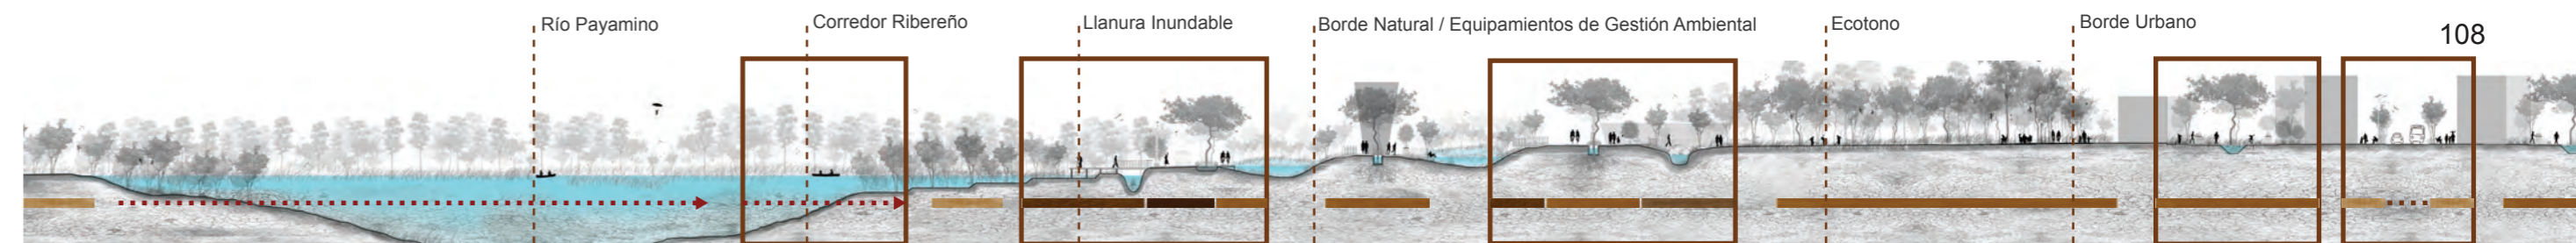 Río Payamino
Corredor Ribereño
Llanura Inundable
Borde Natural / Equipamientos de Gestión Ambiental
Ecotono
Borde Urbano
108